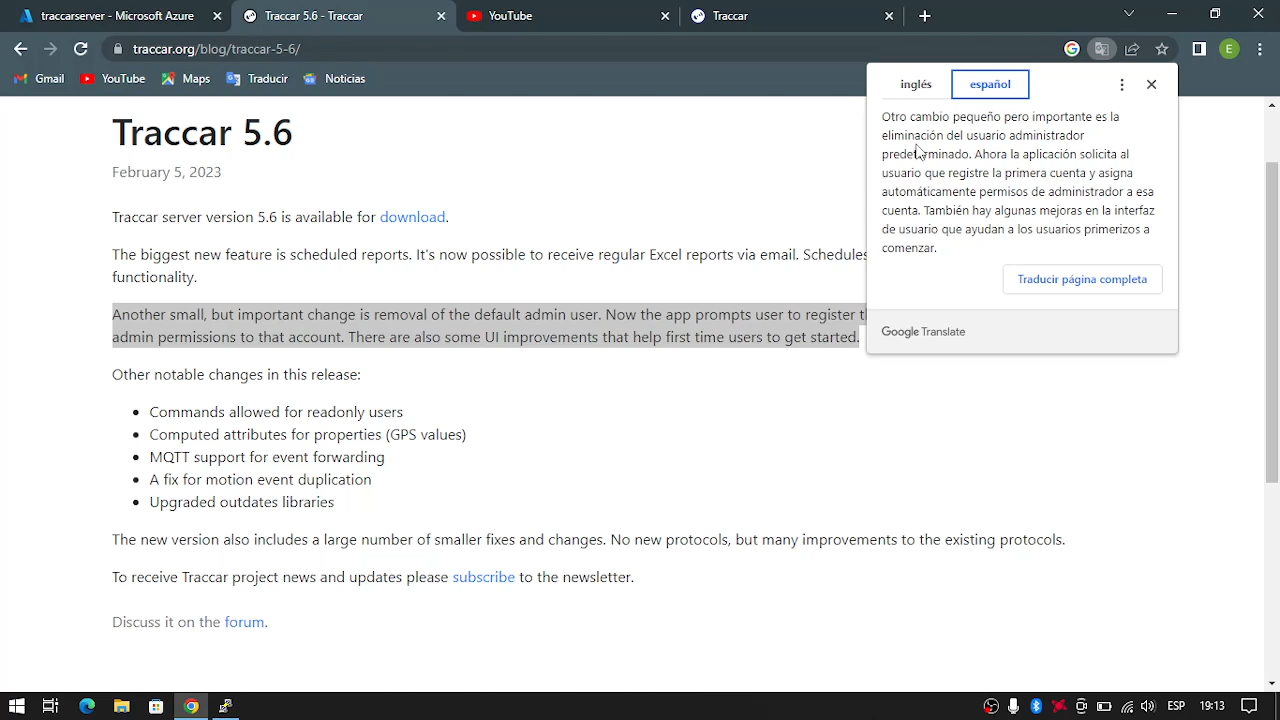 traccarserver - Microsoft Azure
Traccar 5.6 - Traccar
YouTube
Traccar
traccar.org/blog/traccar-5-6/
E
Gmail
YouTube
Maps
Traducir
Noticias
inglés
español
Otro cambio pequeño pero importante es la
eliminación del usuario administrador
predeterminado. Ahora la aplicación solicita al
usuario que registre la primera cuenta y asigna
automáticamente permisos de administrador a esa
cuenta. También hay algunas mejoras en la interfaz
de usuario que ayudan a los usuarios primerizos a
comenzar.
Traducir página completa
Google Translate
Traccar 5.6
February 5, 2023
Traccar server version 5.6 is available for download.
The biggest new feature is scheduled reports. It's now possible to receive regular Excel reports via email. Schedules
functionality.
Another small, but important change is removal of the default admin user. Now the app prompts user to register
admin permissions to that account. There are also some UI improvements that help first time users to get started.
Other notable changes in this release:
• Commands allowed for readonly users
• Computed attributes for properties (GPS values)
• MQTT support for event forwarding
• A fix for motion event duplication
• Upgraded outdates libraries
The new version also includes a large number of smaller fixes and changes. No new protocols, but many improvements to the existing protocols.
To receive Traccar project news and updates please subscribe to the newsletter.
Discuss it on the forum.
ESP
19:13